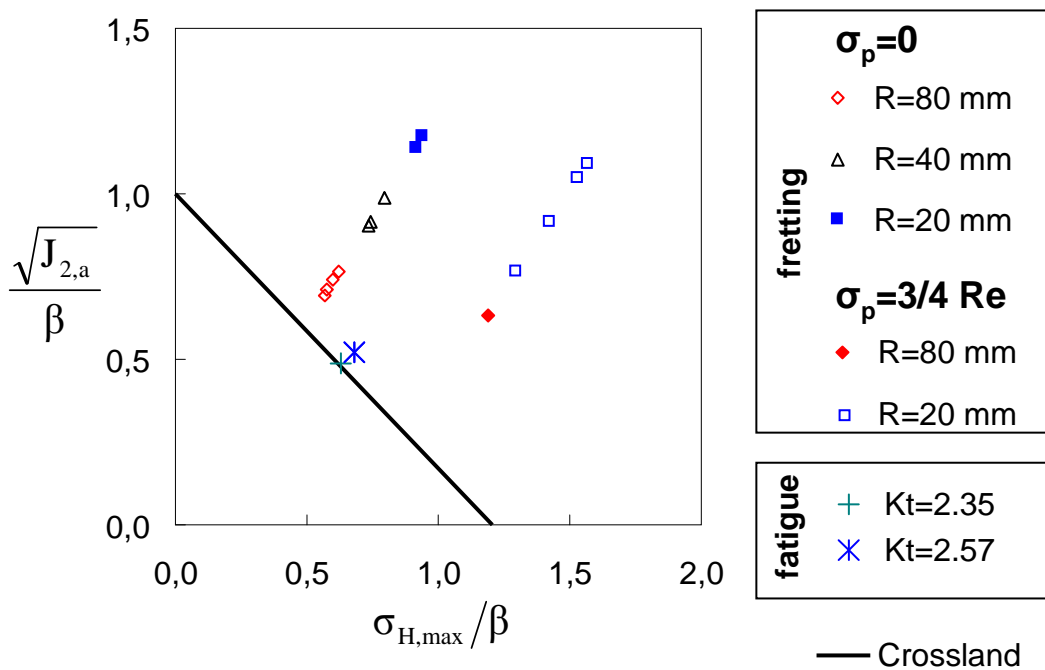 1,5
1,0
0,5
0,0
√J2,a
β
0,0 0,5 1,0 1,5 2,0
σH,max/β
fretting
σp=0
R=80 mm
R=40 mm
R=20 mm
σp=3/4 Re
R=80 mm
R=20 mm
fatigue
Kt=2.35
Kt=2.57
Crossland